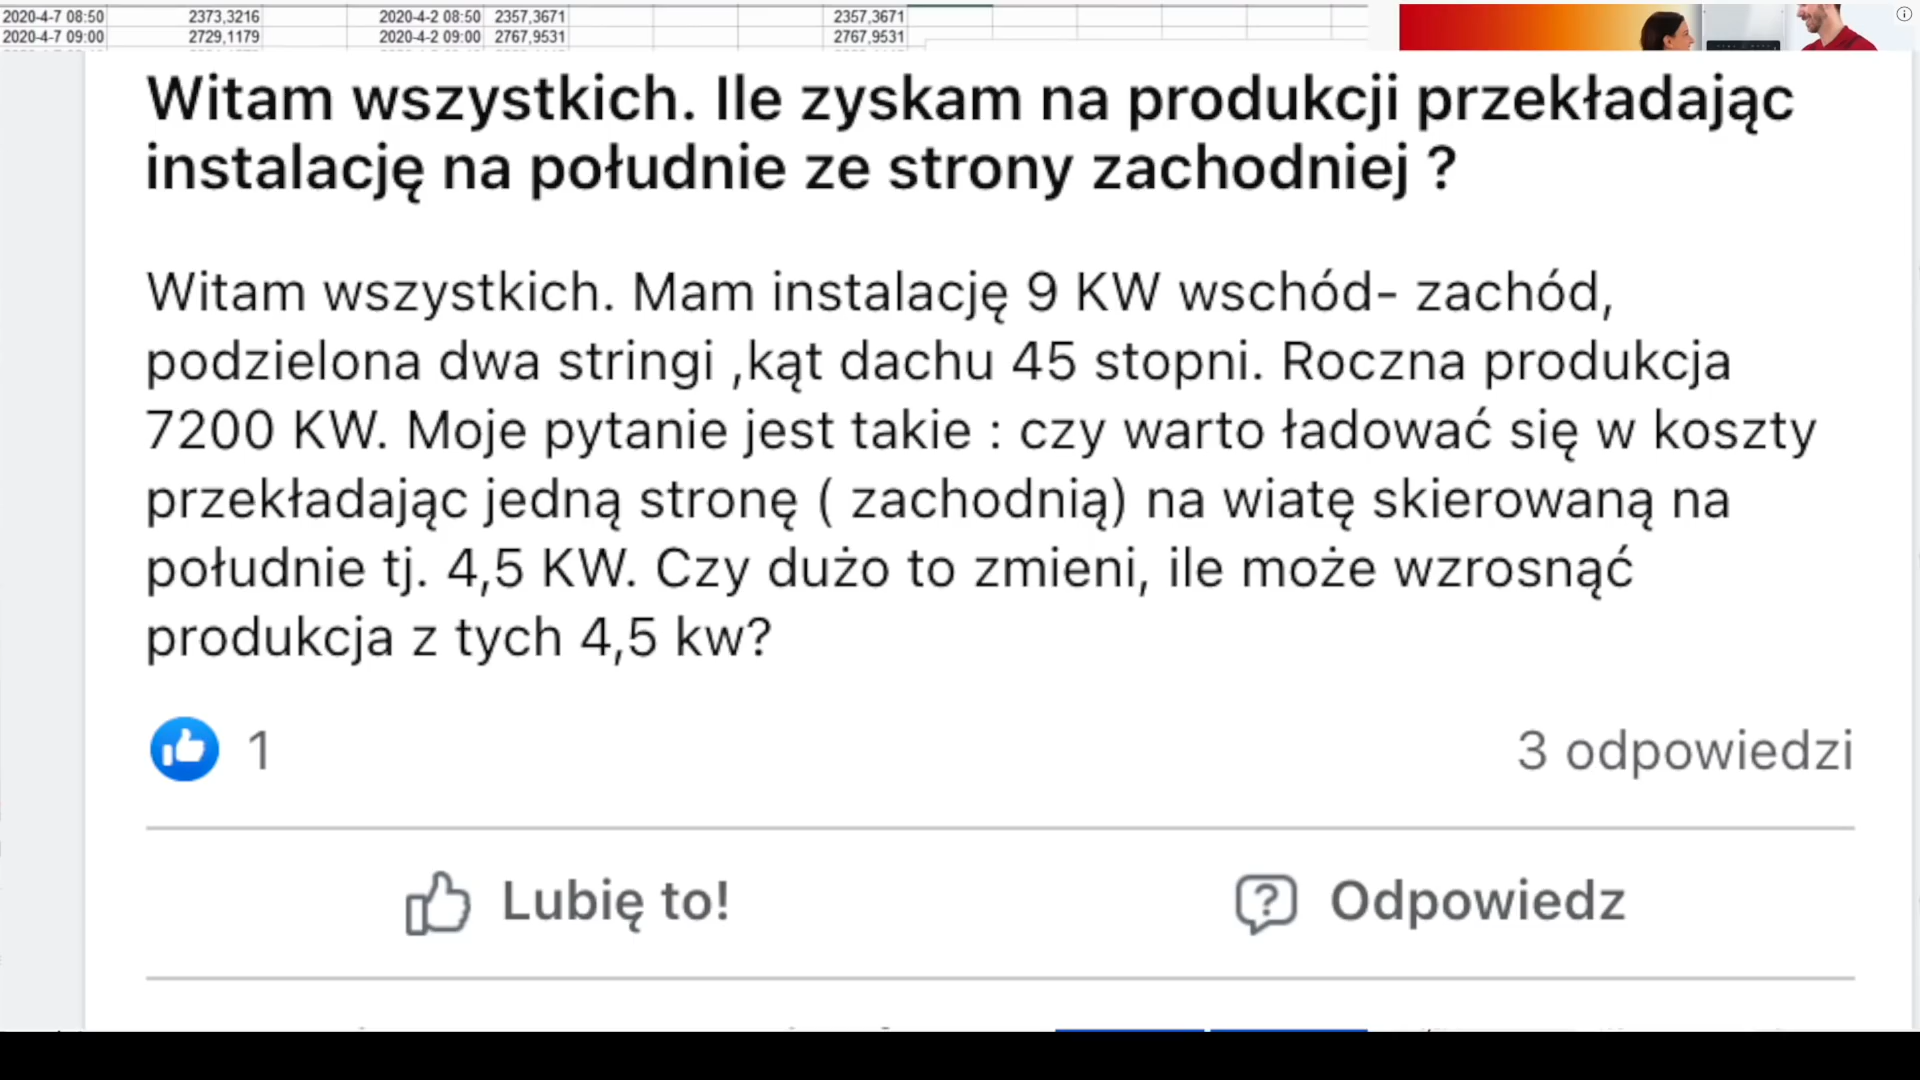 2020-4-7 08:50 2373,3216 2020-4-2 08:50 2357,3671 2357,3671
2020-4-7 09:00 2729,1179 2020-4-2 09:00 2767,9531 2767,9531
Witam wszystkich. Ile zyskam na produkcji przekładając
instalację na południe ze strony zachodniej ?
Witam wszystkich. Mam instalację 9 KW wschód- zachód,
podzielona dwa stringi ,kąt dachu 45 stopni. Roczna produkcja
7200 KW. Moje pytanie jest takie : czy warto ładować się w koszty
przekładając jedną stronę ( zachodnią) na wiatę skierowaną na
południe tj. 4,5 KW. Czy dużo to zmieni, ile może wzrosnąć
produkcja z tych 4,5 kw?
1 3 odpowiedzi
Lubię to! Odpowiedz